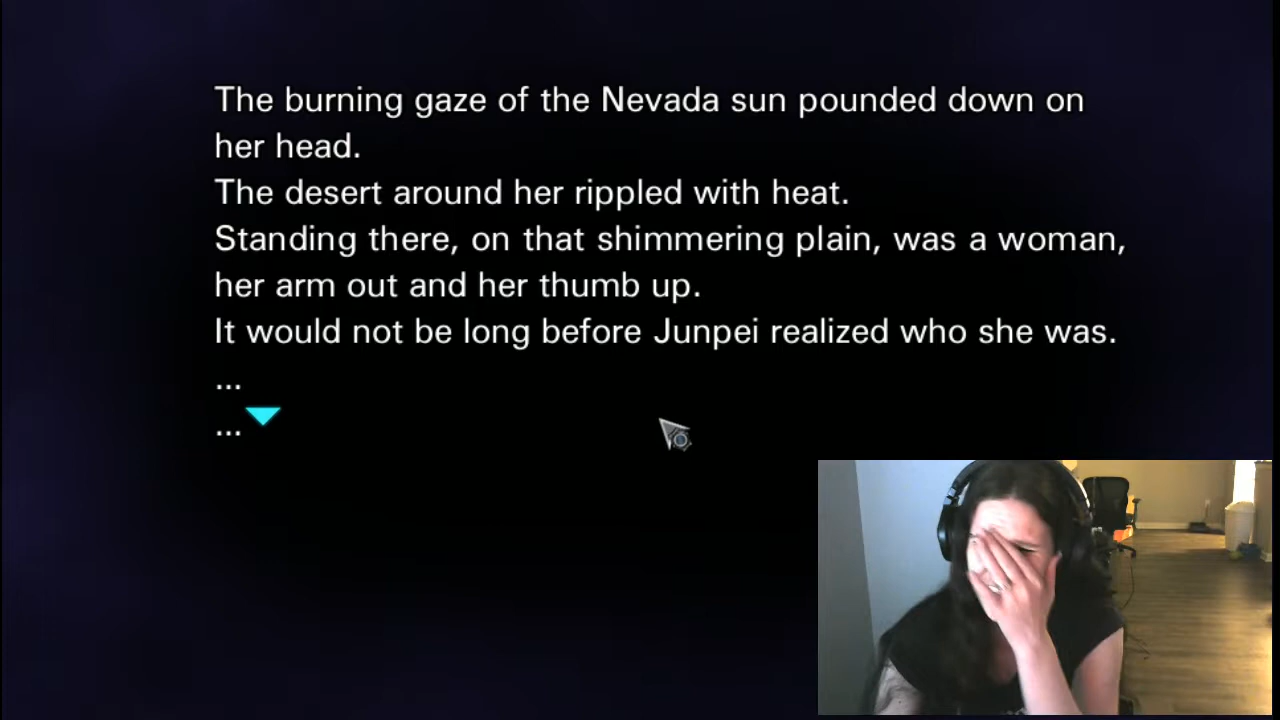 The burning gaze of the Nevada sun pounded down on
her head.
The desert around her rippled with heat.
Standing there, on that shimmering plain, was a woman,
her arm out and her thumb up.
It would not be long before Junpei realized who she was.
...
...